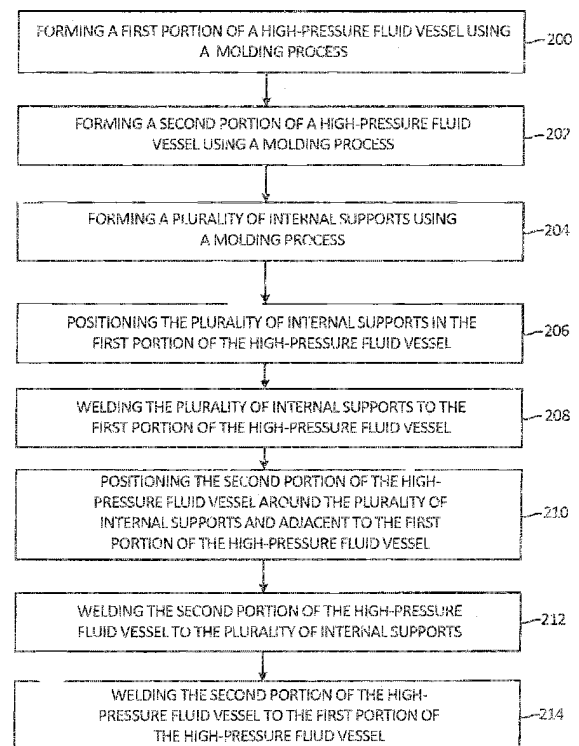 FORMING A FIRST PORTION OF A HIGH-PRESSURE FLUID VESSEL USING
A MOLDING PROCESS
200
FORMING A SECOND PORTION OF A HIGH-PRESSURE FLUID
VESSEL USING A MOLDING PROCESS
202
FORMING A PLURALITY OF INTERNAL SUPPORTS USING
A MOLDING PROCESS
204
POSITIONING THE PLURALITY OF INTERNAL SUPPORTS IN THE
FIRST PORTION OF THE HIGH-PRESSURE FLUID VESSEL
206
WELDING THE PLURALITY OF INTERNAL SUPPORTS TO THE
FIRST PORTION OF THE HIGH-PRESSURE FLUID VESSEL
208
POSITIONING THE SECOND PORTION OF THE HIGH-
PRESSURE FLUID VESSEL AROUND THE PLURALITY OF
INTERNAL SUPPORTS AND ADJACENT TO THE FIRST
PORTION OF THE HIGH-PRESSURE FLUID VESSEL
210
WELDING THE SECOND PORTION OF THE HIGH-PRESSURE
FLUID VESSEL TO THE PLURALITY OF INTERNAL SUPPORTS
212
WELDING THE SECOND PORTION OF THE HIGH-
PRESSURE FLUID VESSEL TO THE FIRST PORTION OF
THE HIGH-PRESSURE FLUID VESSEL
214